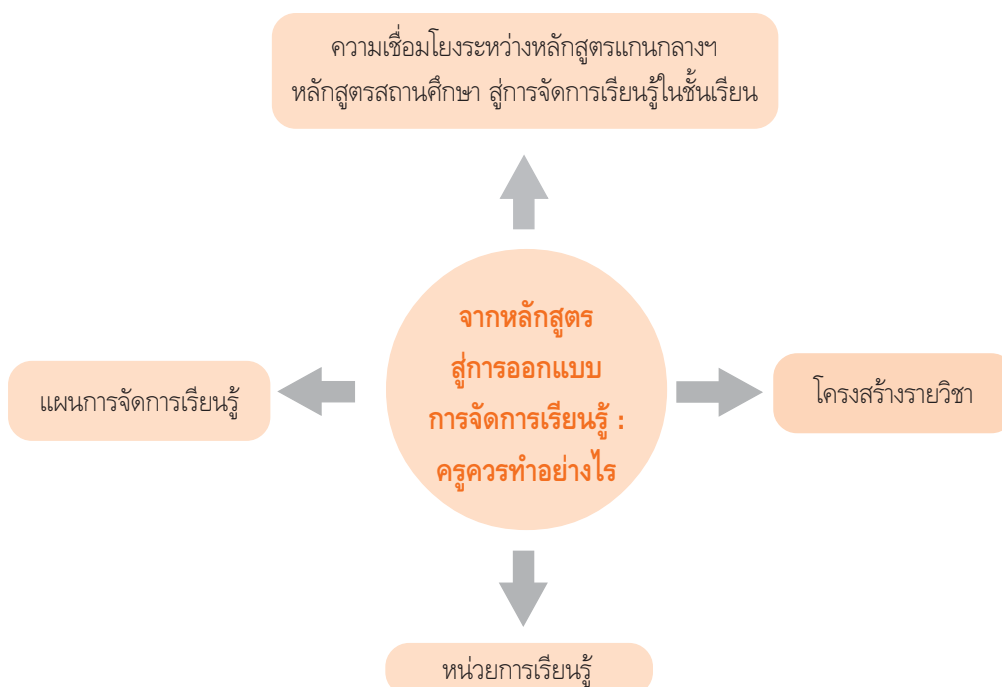 ความเชื่อมโยงระหว่างหลักสูตรแกนกลางฯ
หลักสูตรสถานศึกษา สู่การจัดการเรียนรู้ในชั้นเรียน
จากหลักสูตร
สู่การออกแบบ
การจัดการเรียนรู้ :
ครูควรทำอย่างไร
แผนการจัดการเรียนรู้
โครงสร้างรายวิชา
หน่วยการเรียนรู้